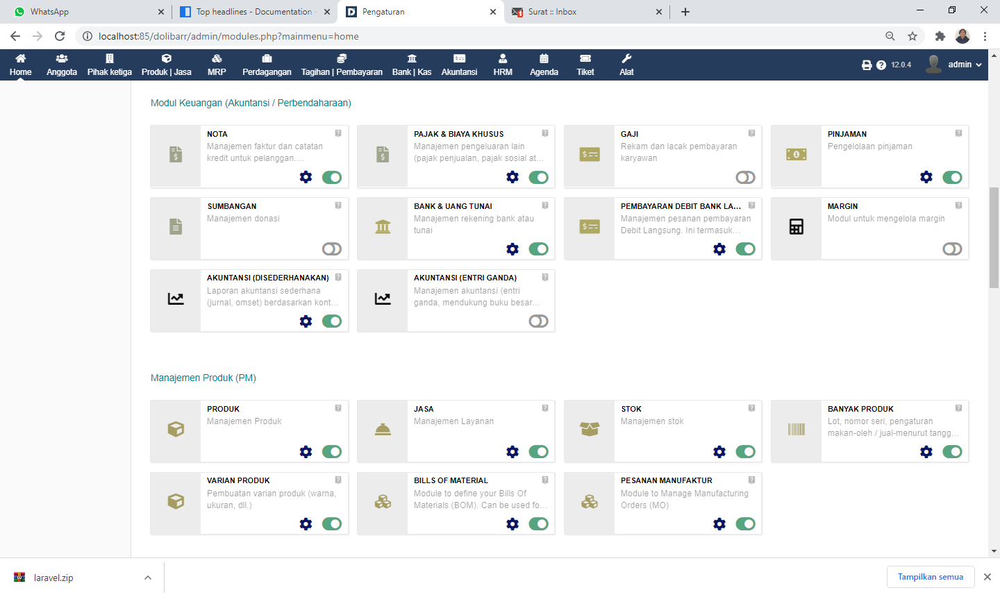 WhatsApp
Top headlines - Documentation -
Pengaturan
Surat :: Inbox
localhost:85/dolibarr/admin/modules.php?mainmenu=home
Home
Anggota
Pihak ketiga
Produk | Jasa
MRP
Perdagangan
Tagihan | Pembayaran
Bank | Kas
Akuntansi
HRM
Agenda
Tiket
Alat
12.0.4
admin
Modul Keuangan (Akuntansi / Perbendaharaan)
NOTA
Manajemen faktur dan catatan
kredit untuk pelanggan....
PAJAK & BIAYA KHUSUS
Manajemen pengeluaran lain
(pajak penjualan, pajak sosial at...
GAJI
Rekam dan lacak pembayaran
karyawan
PINJAMAN
Pengelolaan pinjaman
SUMBANGAN
Manajemen donasi
BANK & UANG TUNAI
Manajemen rekening bank atau
tunai
PEMBAYARAN DEBIT BANK LA...
Manajemen pesanan pembayaran
Debit Langsung. Ini termasuk...
MARGIN
Modul untuk mengelola margin
AKUNTANSI (DISEDERHANAKAN)
Laporan akuntansi sederhana
(jurnal, omset) berdasarkan kont...
AKUNTANSI (ENTRI GANDA)
Manajemen akuntansi (entri
ganda, mendukung buku besar...
Manajemen Produk (PM)
PRODUK
Manajemen Produk
JASA
Manajemen Layanan
STOK
Manajemen stok
BANYAK PRODUK
Lot, nomor seri, pengaturan
makan-oleh / jual-menurut tangg...
VARIAN PRODUK
Pembuatan varian produk (warna,
ukuran, dll.)
BILLS OF MATERIAL
Module to define your Bills Of
Materials (BOM). Can be used fo...
PESANAN MANUFAKTUR
Module to Manage Manufacturing
Orders (MO)
laravel.zip
Tampilkan semua